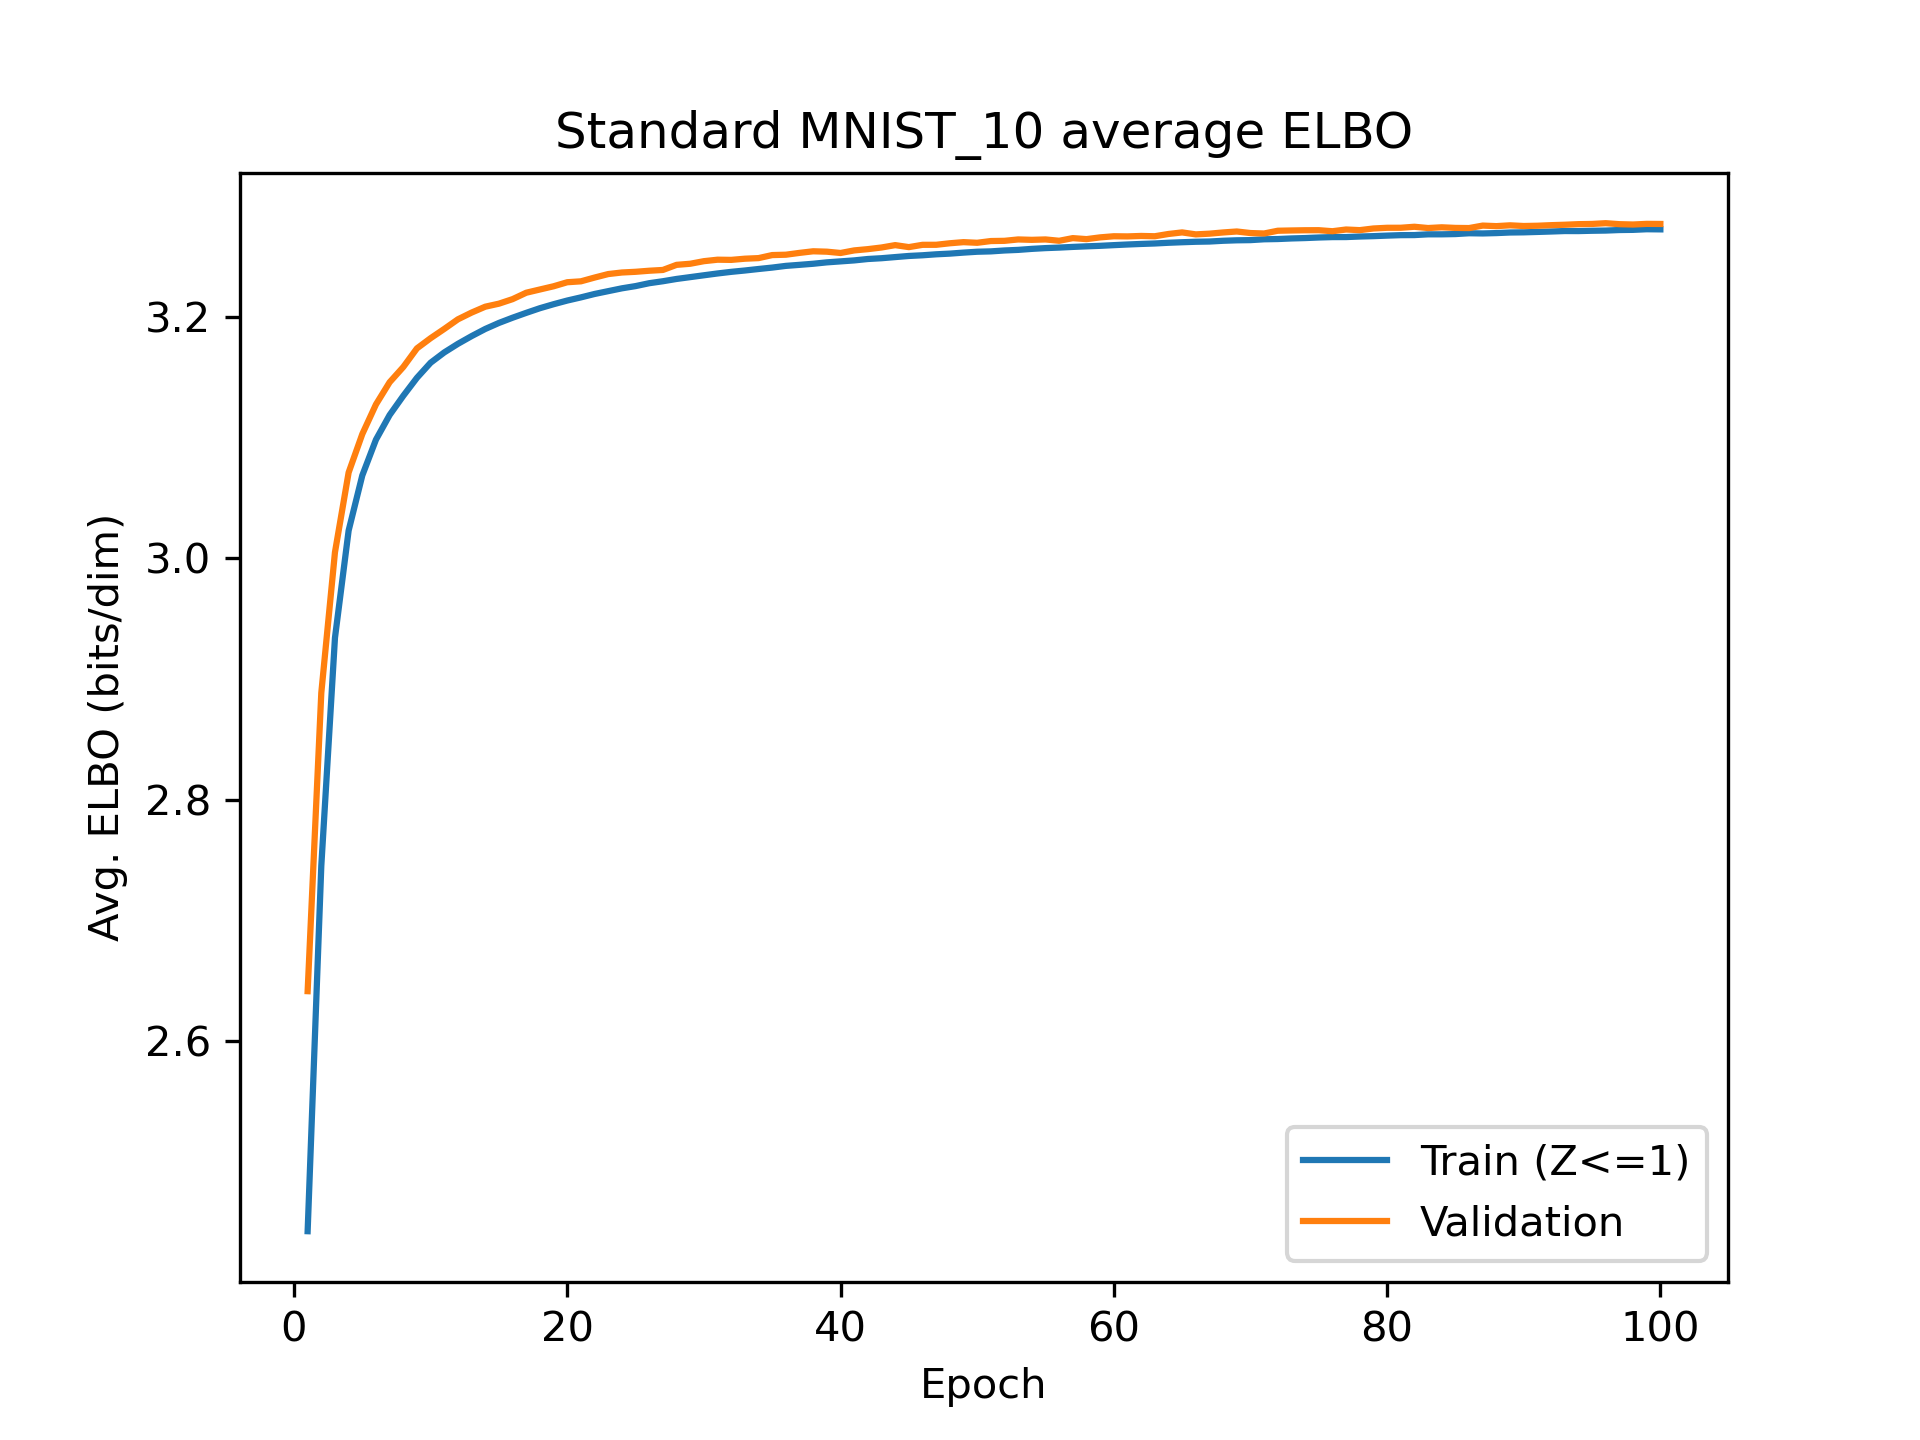 Standard MNIST_10 average ELBO
Avg. ELBO (bits/dim)
3.2
3.0
2.8
2.6
Train (Z<=1)
Validation
0 20 40 60 80 100
Epoch